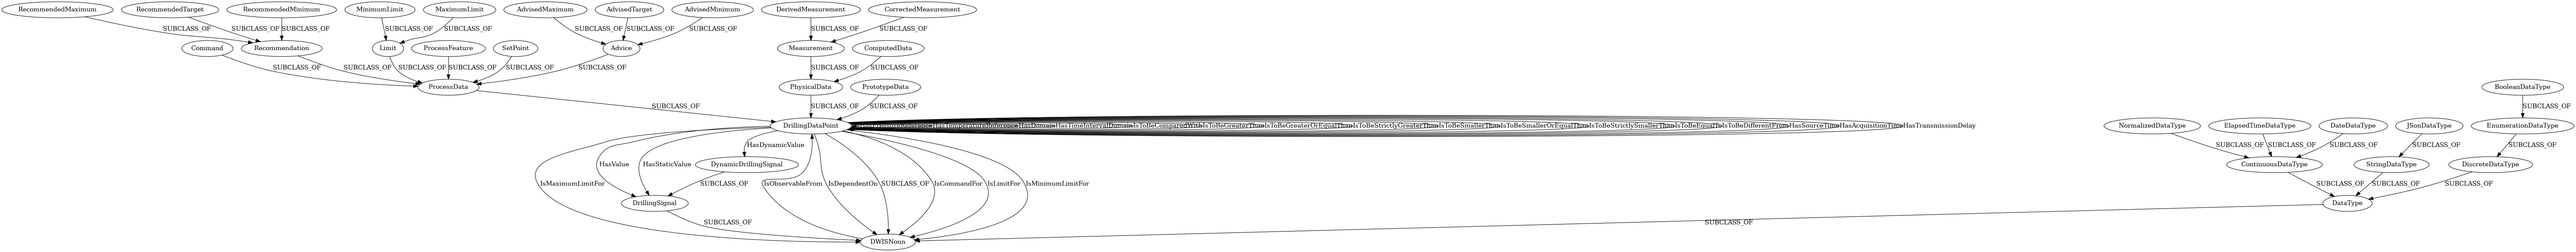 RecommendedMaximum
RecommendedTarget
RecommendedMinimum
MinimumLimit
MaximumLimit
AdvisedMaximum
AdvisedTarget
AdvisedMinimum
DerivedMeasurement
CorrectedMeasurement
SUBCLASS_OF
SUBCLASS_OF
SUBCLASS_OF
SUBCLASS_OF
SUBCLASS_OF
SUBCLASS_OF
SUBCLASS_OF
SUBCLASS_OF
SUBCLASS_OF
SUBCLASS_OF
Command
Recommendation
Limit
ProcessFeature
SetPoint
Advice
Measurement
ComputedData
SUBCLASS_OF
SUBCLASS_OF
SUBCLASS_OF
SUBCLASS_OF
SUBCLASS_OF
SUBCLASS_OF
SUBCLASS_OF
SUBCLASS_OF
ProcessData
PhysicalData
PrototypeData
BooleanDataType
SUBCLASS_OF
SUBCLASS_OF
SUBCLASS_OF
SUBCLASS_OF
DrillingDataPoint
HasTemperatureReference
HasDomain
HasTimeIntervalDomain
IsToBeComparedWith
IsToBeGreaterThan
IsToBeGreaterOrEqualThan
IsToBeStrictlyGreaterThan
IsToBeSmallerThan
IsToBeSmallerOrEqualThan
IsToBeStrictlySmallerThan
IsToBeEqual
IsToBeDifferentFrom
HasSourceTime
HasAcquisitionTime
HasTransmissionDelay
NormalizedDataType
ElapsedTimeDataType
DateDataType
JSonDataType
EnumerationDataType
HasDynamicValue
SUBCLASS_OF
SUBCLASS_OF
SUBCLASS_OF
SUBCLASS_OF
SUBCLASS_OF
HasValue
HasStaticValue
DynamicDrillingSignal
ContinuousDataType
StringDataType
DiscreteDataType
IsMaximumLimitFor
SUBCLASS_OF
IsObservableFrom
IsDependentOn
SUBCLASS_OF
IsCommandFor
IsLimitFor
IsMinimumLimitFor
SUBCLASS_OF
SUBCLASS_OF
SUBCLASS_OF
DrillingSignal
DataType
SUBCLASS_OF
SUBCLASS_OF
DWISNoun